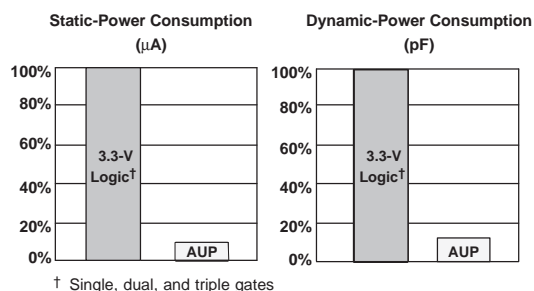 Static-Power Consumption
(μA)
100%
80%
60%
40%
20%
0%
3.3-V
Logic†
AUP
Dynamic-Power Consumption
(pF)
100%
80%
60%
40%
20%
0%
3.3-V
Logic†
AUP
† Single, dual, and triple gates